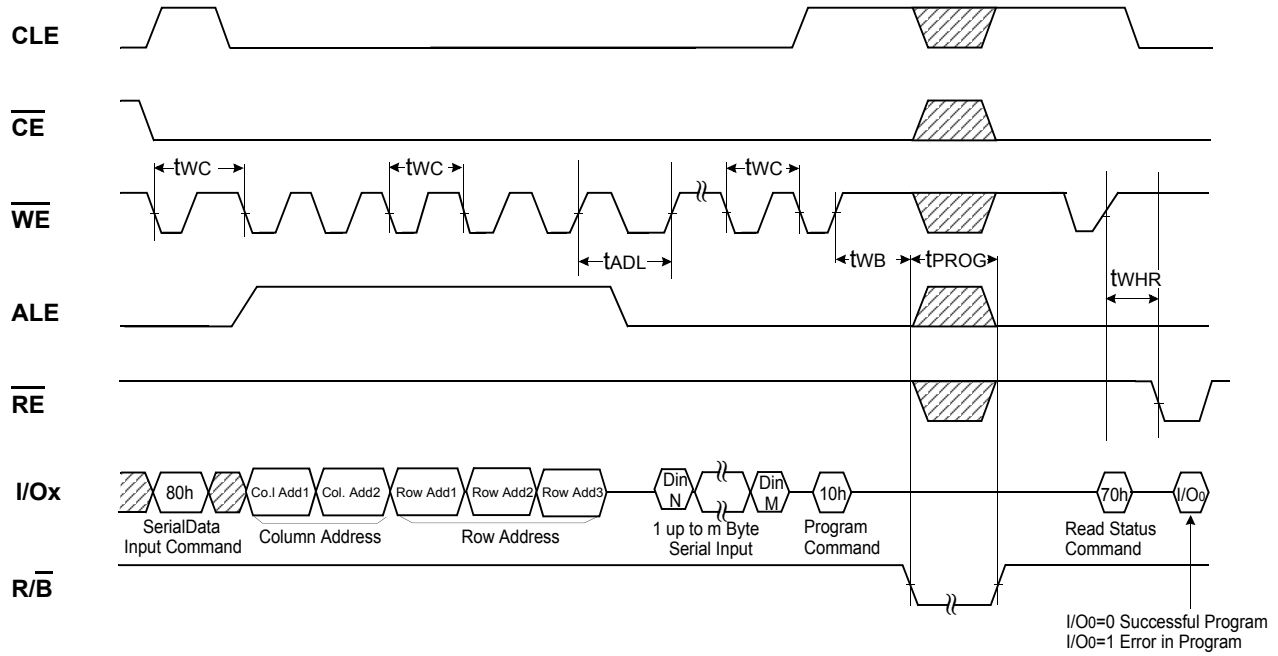 CLE
CE
tWC tWC tWC
WE
tADL tWB tPROG
tWHR
ALE
RE
I/Ox
80h Co.l Add1 Col. Add2 Row Add1 Row Add2 Row Add3 Din N Din M 10h 70h I/O0
SerialData
Input Command
Column Address
Row Address
1 up to m Byte
Serial Input
Program
Command
Read Status
Command
R/B
I/O0=0 Successful Program
I/O0=1 Error in Program